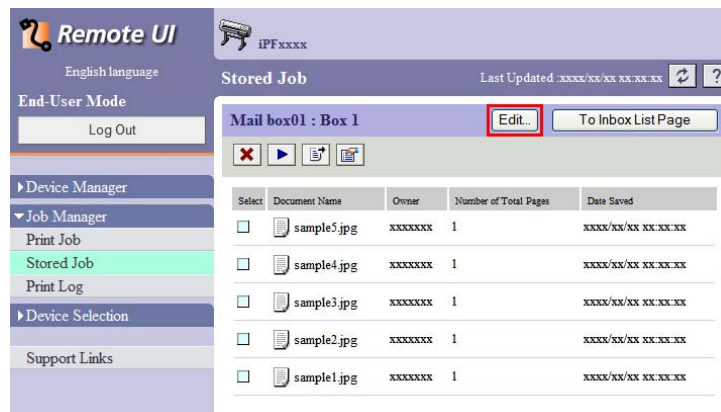 Remote UI
English language
End-User Mode
Log Out
Device Manager
Job Manager
Print Job
Stored Job
Print Log
Device Selection
Support Links
iPFxxxx
Stored Job Last Updated :xxxx/xx/xx xx:xx:xx ?
Mail box01 : Box 1 Edit... To Inbox List Page
Select Document Name Owner Number of Total Pages Date Saved
sample5.jpg xxxxxxx 1 xxxx/xx/xx xx:xx:xx
sample4.jpg xxxxxxx 1 xxxx/xx/xx xx:xx:xx
sample3.jpg xxxxxxx 1 xxxx/xx/xx xx:xx:xx
sample2.jpg xxxxxxx 1 xxxx/xx/xx xx:xx:xx
sample1.jpg xxxxxxx 1 xxxx/xx/xx xx:xx:xx